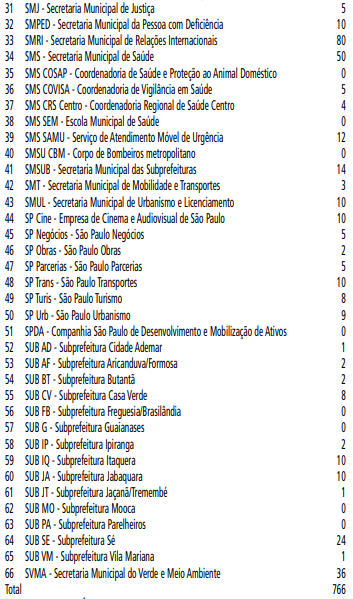 31 SMJ - Secretaria Municipal de Justiça 5
32 SMPED - Secretaria Municipal da Pessoa com Deficiência 10
33 SMRI - Secretaria Municipal de Relações Internacionais 80
34 SMS - Secretaria Municipal de Saúde 50
35 SMS COSAP - Coordenadoria de Saúde e Proteção ao Animal Doméstico 0
36 SMS COVISA - Coordenadoria de Vigilância em Saúde 5
37 SMS CRS Centro - Coordenadoria Regional de Saúde Centro 4
38 SMS SEM - Escola Municipal de Saúde 0
39 SMS SAMU - Serviço de Atendimento Móvel de Urgência 12
40 SMSU CBM - Corpo de Bombeiros metropolitano 0
41 SMSUB - Secretaria Municipal das Subprefeituras 14
42 SMT - Secretaria Municipal de Mobilidade e Transportes 3
43 SMUL - Secretaria Municipal de Urbanismo e Licenciamento 10
44 SP Cine - Empresa de Cinema e Audiovisual de São Paulo 10
45 SP Negócios - São Paulo Negócios 5
46 SP Obras - São Paulo Obras 2
47 SP Parcerias - São Paulo Parcerias 5
48 SP Trans - São Paulo Transportes 10
49 SP Turis - São Paulo Turismo 8
50 SP Urb - São Paulo Urbanismo 9
51 SPDA - Companhia São Paulo de Desenvolvimento e Mobilização de Ativos 0
52 SUB AD - Subprefeitura Cidade Ademar 1
53 SUB AF - Subprefeitura Aricanduva/Formosa 2
54 SUB BT - Subprefeitura Butantã 2
55 SUB CV - Subprefeitura Casa Verde 8
56 SUB FB - Subprefeitura Freguesia/Brasilândia 0
57 SUB G - Subprefeitura Guaianases 0
58 SUB IP - Subprefeitura Ipiranga 2
59 SUB IQ - Subprefeitura Itaquera 10
60 SUB JA - Subprefeitura Jabaquara 10
61 SUB JT - Subprefeitura Jaçanã/Tremembé 1
62 SUB MO - Subprefeitura Mooca 0
63 SUB PA - Subprefeitura Parelheiros 0
64 SUB SE - Subprefeitura Sé 24
65 SUB VM - Subprefeitura Vila Mariana 1
66 SVMA - Secretaria Municipal do Verde e Meio Ambiente 36
Total 766